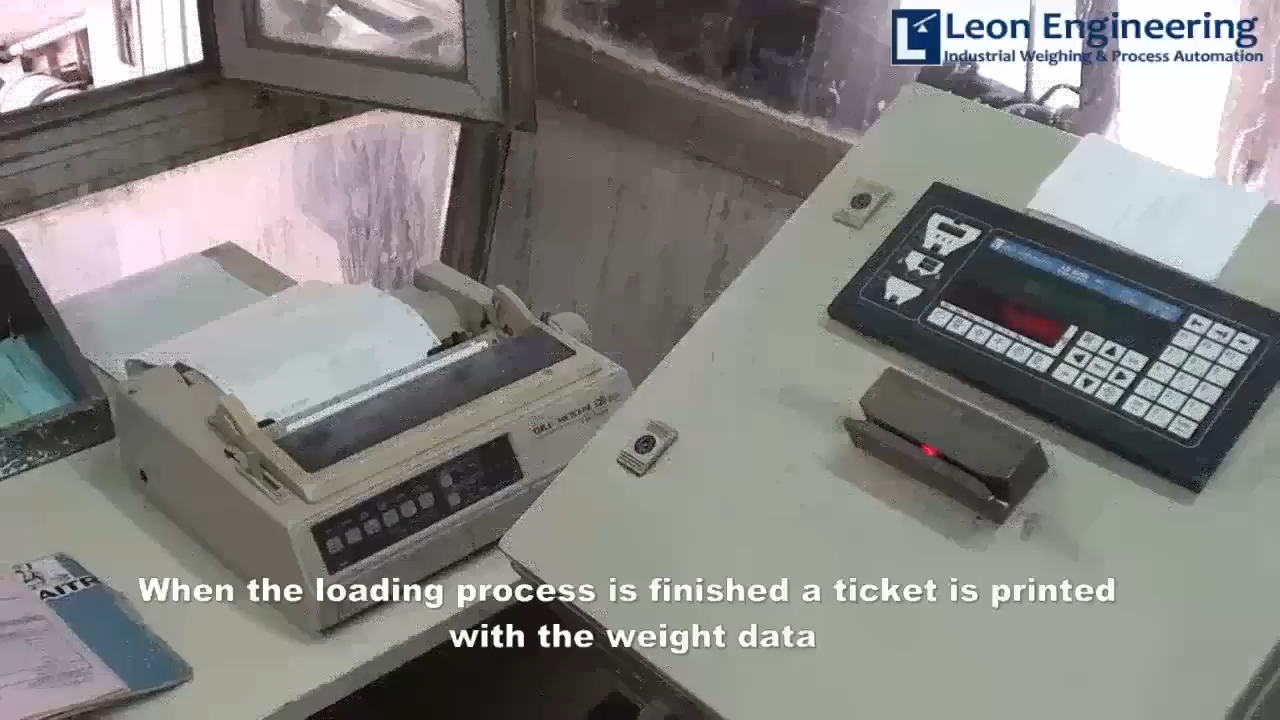 Leon Engineering
Industrial Weighing & Process Automation
When the loading process is finished a ticket is printed
with the weight data